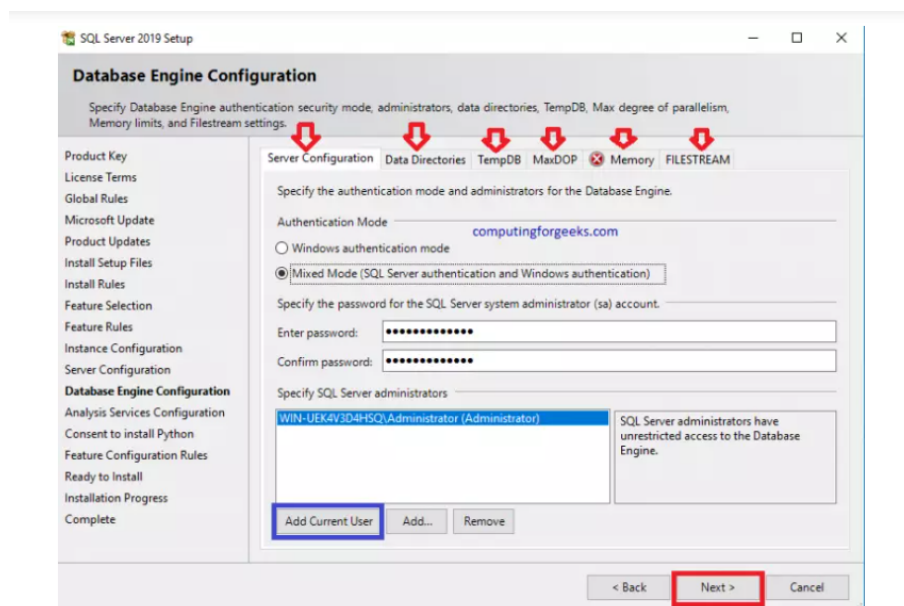 SQL Server 2019 Setup
Database Engine Configuration
Specify Database Engine authentication security mode, administrators, data directories, TempDB, Max degree of parallelism,
Memory limits, and Filestream settings.
Product Key
License Terms
Global Rules
Microsoft Update
Product Updates
Install Setup Files
Install Rules
Feature Selection
Feature Rules
Instance Configuration
Server Configuration
Database Engine Configuration
Analysis Services Configuration
Consent to install Python
Feature Configuration Rules
Ready to Install
Installation Progress
Complete
Server Configuration Data Directories TempDB MaxDOP Memory FILESTREAM
Specify the authentication mode and administrators for the Database Engine.
Authentication Mode
computingforgeeks.com
Windows authentication mode
Mixed Mode (SQL Server authentication and Windows authentication)
Specify the password for the SQL Server system administrator (sa) account.
Enter password:
Confirm password:
Specify SQL Server administrators
WIN-UEK4V3D4HSQ\Administrator (Administrator)
SQL Server administrators have
unrestricted access to the Database
Engine.
Add Current User Add... Remove
< Back Next > Cancel